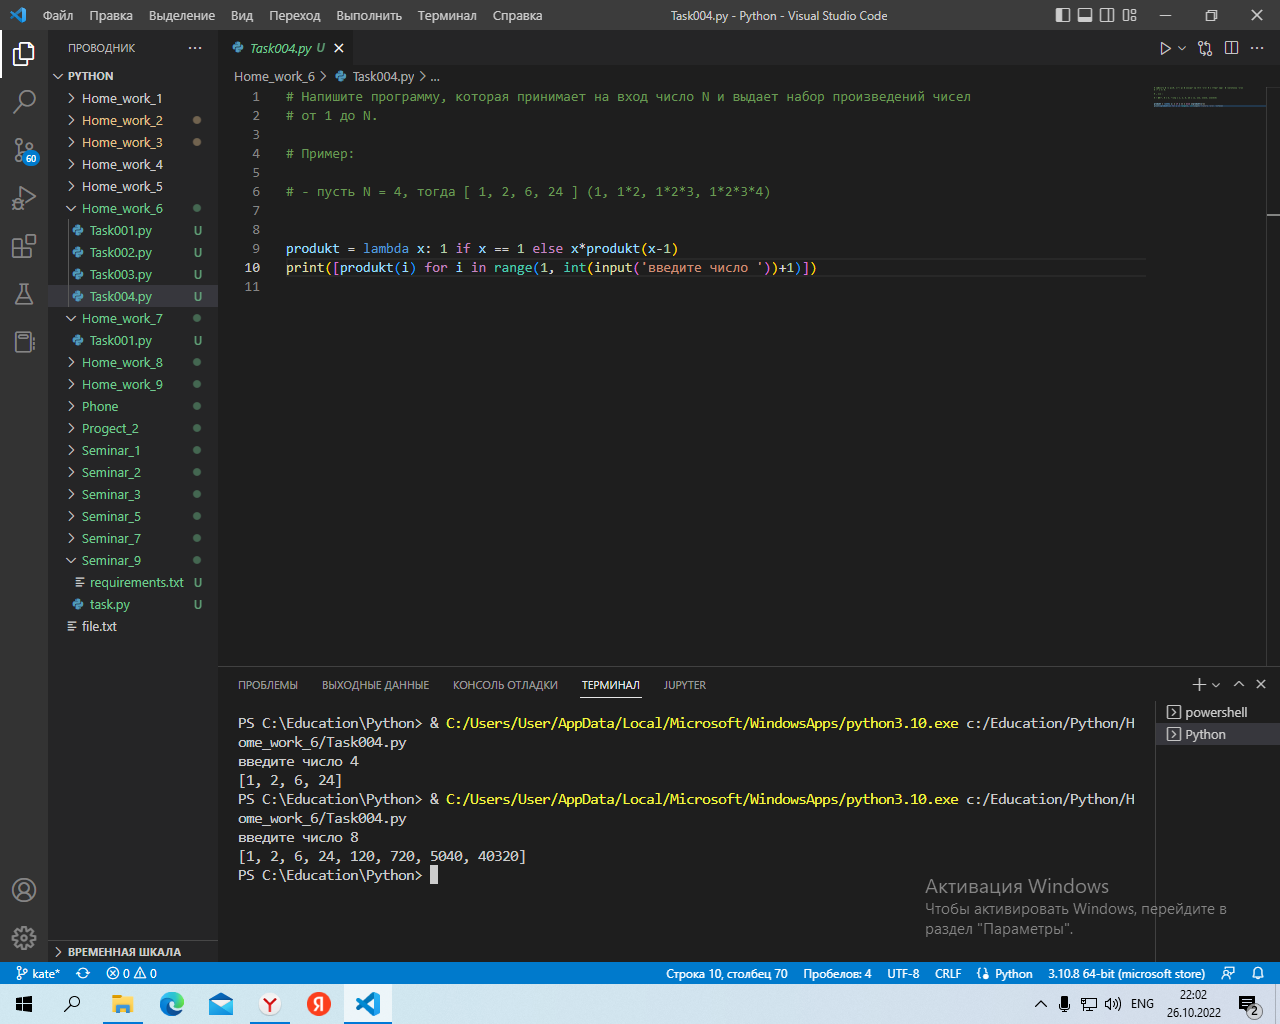 Файл Правка Выделение Вид Переход Выполнить Терминал Справка Task004.py - Python - Visual Studio Code
ПРОВОДНИК ...
PYTHON
Home_work_1
Home_work_2
Home_work_3
Home_work_4
Home_work_5
Home_work_6
Task001.py U
Task002.py U
Task003.py U
Task004.py U
Home_work_7
Task001.py U
Home_work_8
Home_work_9
Phone
Progect_2
Seminar_1
Seminar_2
Seminar_3
Seminar_5
Seminar_7
Seminar_9
requirements.txt U
task.py U
file.txt
ВРЕМЕННАЯ ШКАЛА
60
Task004.py U
Home_work_6 > Task004.py > ...
1 # Напишите программу, которая принимает на вход число N и выдает набор произведений чисел
2 # от 1 до N.
3
4 # Пример:
5
6 # - пусть N = 4, тогда [ 1, 2, 6, 24 ] (1, 1*2, 1*2*3, 1*2*3*4)
7
8
9 produkt = lambda x: 1 if x == 1 else x*produkt(x-1)
10 print([produkt(i) for i in range(1, int(input('введите число '))+1)])
11
ПРОБЛЕМЫ ВЫХОДНЫЕ ДАННЫЕ КОНСОЛЬ ОТЛАДКИ ТЕРМИНАЛ JUPYTER
PS C:\Education\Python> & C:/Users/User/AppData/Local/Microsoft/WindowsApps/python3.10.exe c:/Education/Python/H
ome_work_6/Task004.py
введите число 4
[1, 2, 6, 24]
PS C:\Education\Python> & C:/Users/User/AppData/Local/Microsoft/WindowsApps/python3.10.exe c:/Education/Python/H
ome_work_6/Task004.py
введите число 8
[1, 2, 6, 24, 120, 720, 5040, 40320]
PS C:\Education\Python>
powershell
Python
Активация Windows
Чтобы активировать Windows, перейдите в
раздел "Параметры".
kate* 0 0 Строка 10, столбец 70 Пробелов: 4 UTF-8 CRLF Python 3.10.8 64-bit (microsoft store)
ENG 22:02
26.10.2022
2